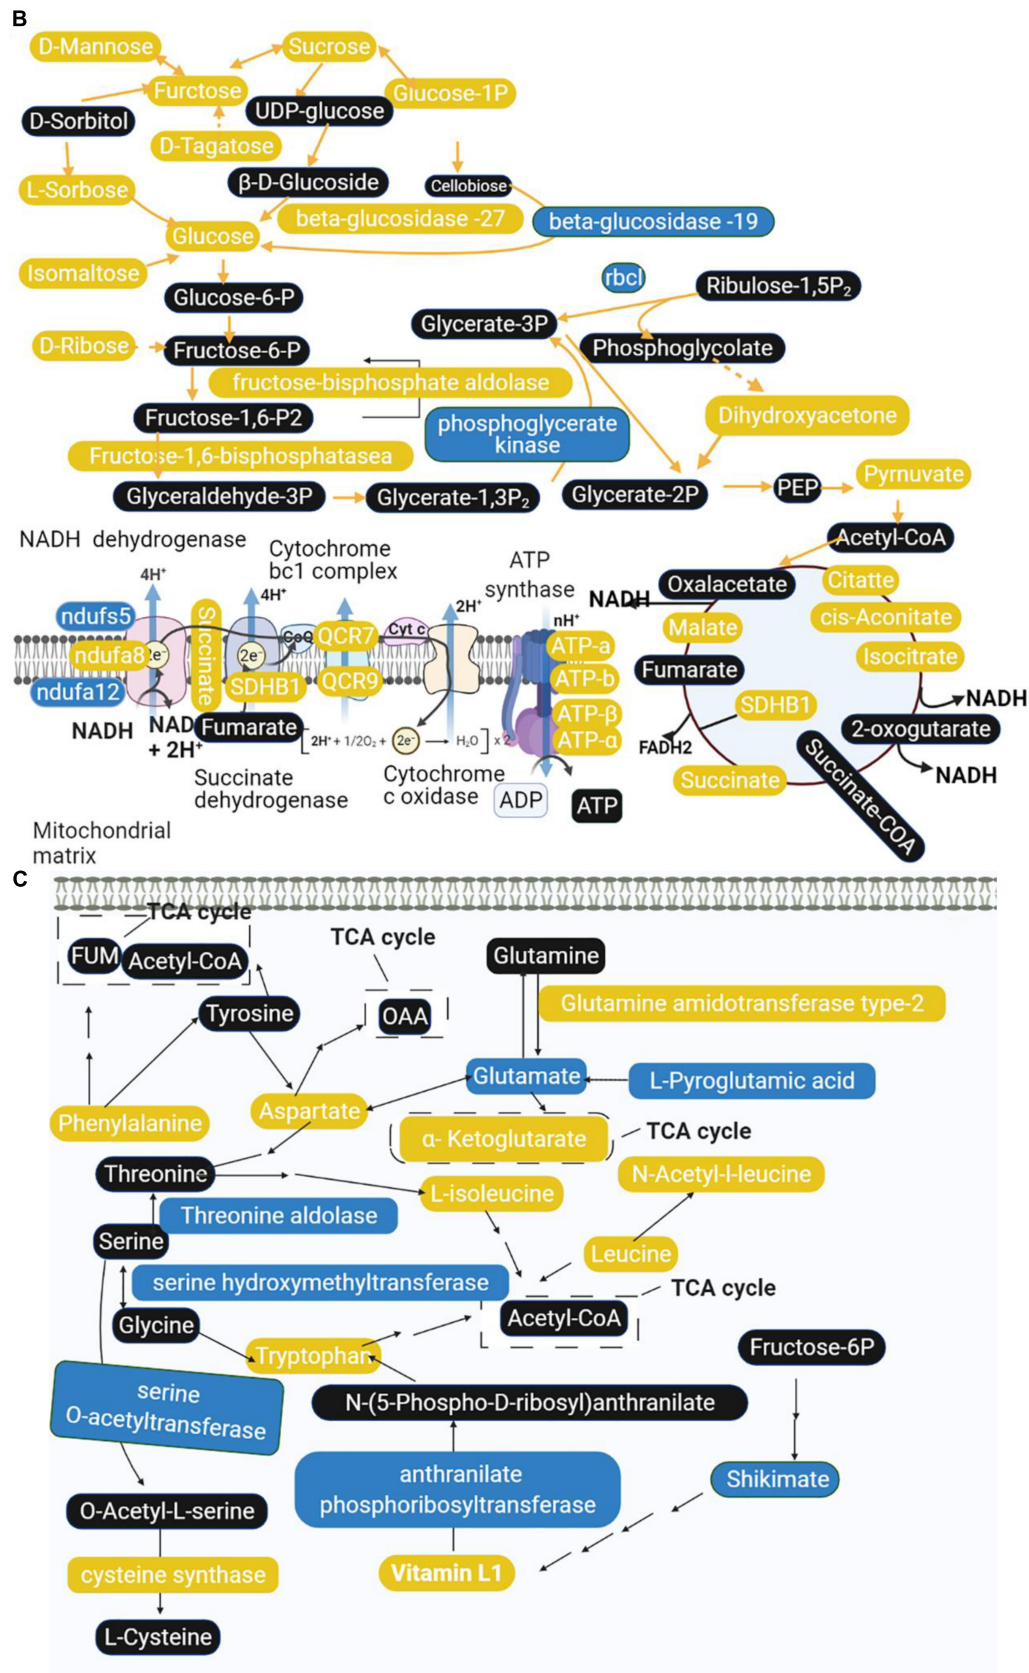 B
D-Mannose
Sucrose
Furctose
Glucose-1P
D-Sorbitol
UDP-glucose
D-Tagatose
L-Sorbose
β-D-Glucoside
Cellobiose
beta-glucosidase -27
beta-glucosidase -19
Glucose
Isomaltose
rbcl
Ribulose-1,5P2
Glucose-6-P
Glycerate-3P
D-Ribose
Fructose-6-P
Phosphoglycolate
fructose-bisphosphate aldolase
Fructose-1,6-P2
phosphoglycerate
kinase
Dihydroxyacetone
Fructose-1,6-bisphosphatasea
Glyceraldehyde-3P
Glycerate-1,3P2
Glycerate-2P
PEP
Pyrnuvate
Acetyl-CoA
NADH dehydrogenase
Cytochrome
bc1 complex
ATP
synthase
4H+
4H+
2H+
nH+
ndufs5
ndufa8
ndufa12
2e-
Succinate
2e-
SDHB1
CoQ
QCR7
QCR9
Cyt c
ATP-a
ATP-b
ATP-β
ATP-α
NADH
NAD
+ 2H+
Fumarate
[ 2H+ + 1/2O2 + 2e- → H2O ] x 2
Succinate
dehydrogenase
Cytochrome
c oxidase
ADP
ATP
Mitochondrial
matrix
Oxalacetate
Citatte
NADH
cis-Aconitate
Malate
Isocitrate
Fumarate
NADH
SDHB1
2-oxogutarate
FADH2
NADH
Succinate
Succinate-COA
C
TCA cycle
FUM
Acetyl-CoA
TCA cycle
Glutamine
Tyrosine
OAA
Glutamine amidotransferase type-2
Glutamate
L-Pyroglutamic acid
Phenylalanine
Aspartate
α- Ketoglutarate
TCA cycle
Threonine
L-isoleucine
N-Acetyl-l-leucine
Threonine aldolase
Serine
Leucine
serine hydroxymethyltransferase
TCA cycle
Glycine
Acetyl-CoA
Tryptophan
Fructose-6P
serine
O-acetyltransferase
N-(5-Phospho-D-ribosyl)anthranilate
anthranilate
phosphoribosyltransferase
Shikimate
O-Acetyl-L-serine
cysteine synthase
Vitamin L1
L-Cysteine